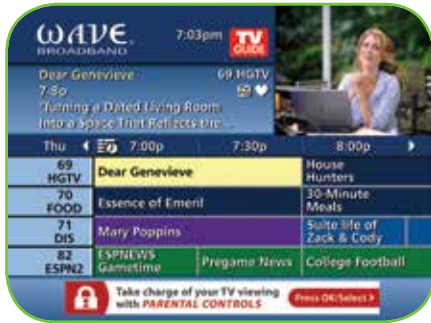 WAVE
BROADBAND
7:03pm
TV
GUIDE
Dear Genevieve 69 HGTV
7-8p
"Turning a Dated Living Room
Into a Space That Reflects the...
Thu 7:00p 7:30p 8:00p
69
HGTV
Dear Genevieve
House
Hunters
70
FOOD
Essence of Emeril
30-Minute
Meals
71
DIS
Mary Poppins
Suite life of
Zack & Cody
82
ESPN2
ESPNEWS
Gametime
Pregame News
College Football
Take charge of your TV viewing
with PARENTAL CONTROLS
Press OK/Select >